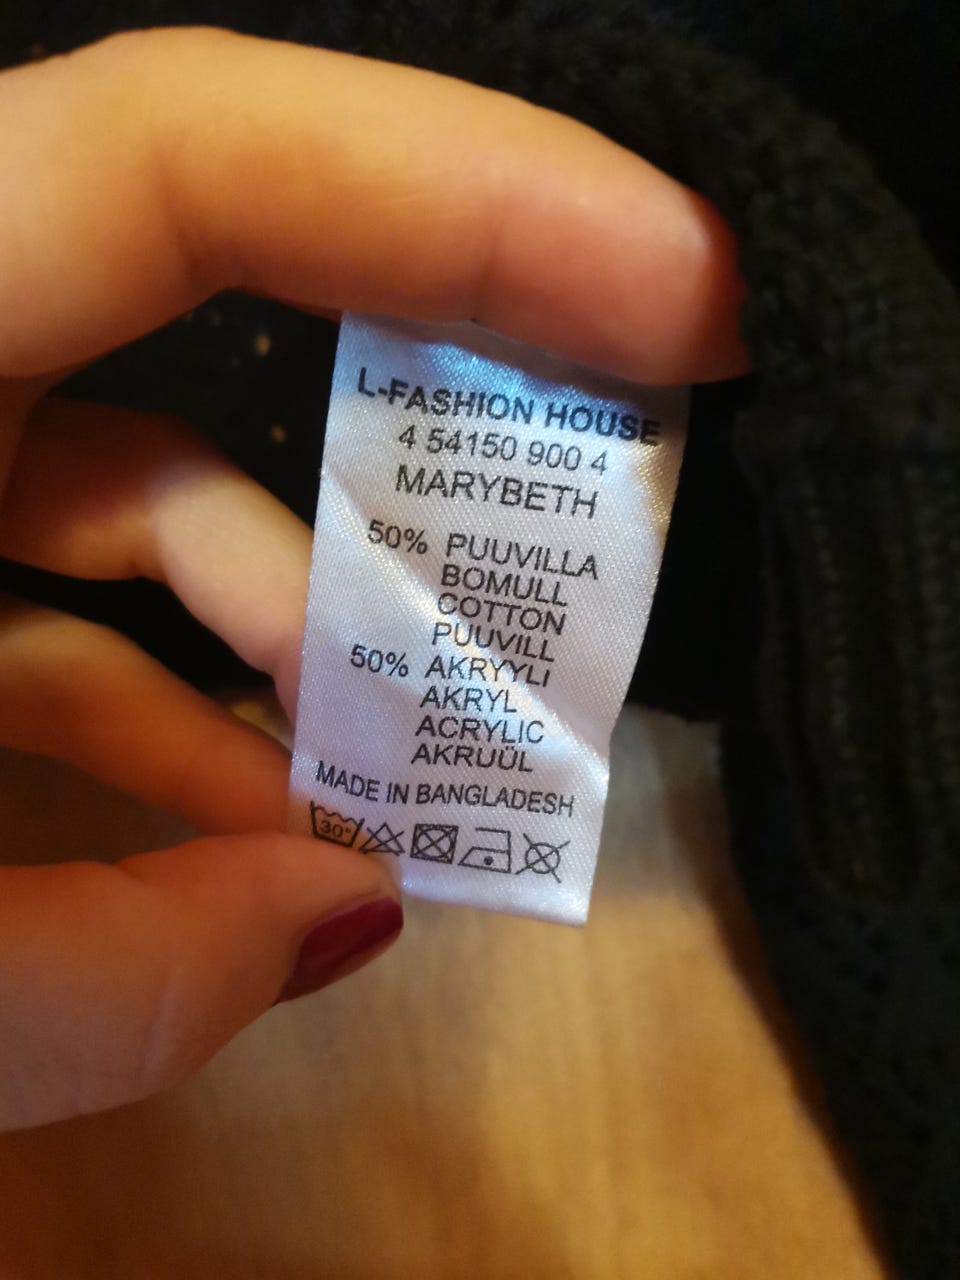 L-FASHION HOUSE
4 54150 900 4
MARYBETH
50% PUUVILLA
BOMULL
COTTON
PUUVILL
50% AKRYYLI
AKRYL
ACRYLIC
AKRUÜL
MADE IN BANGLADESH
30°